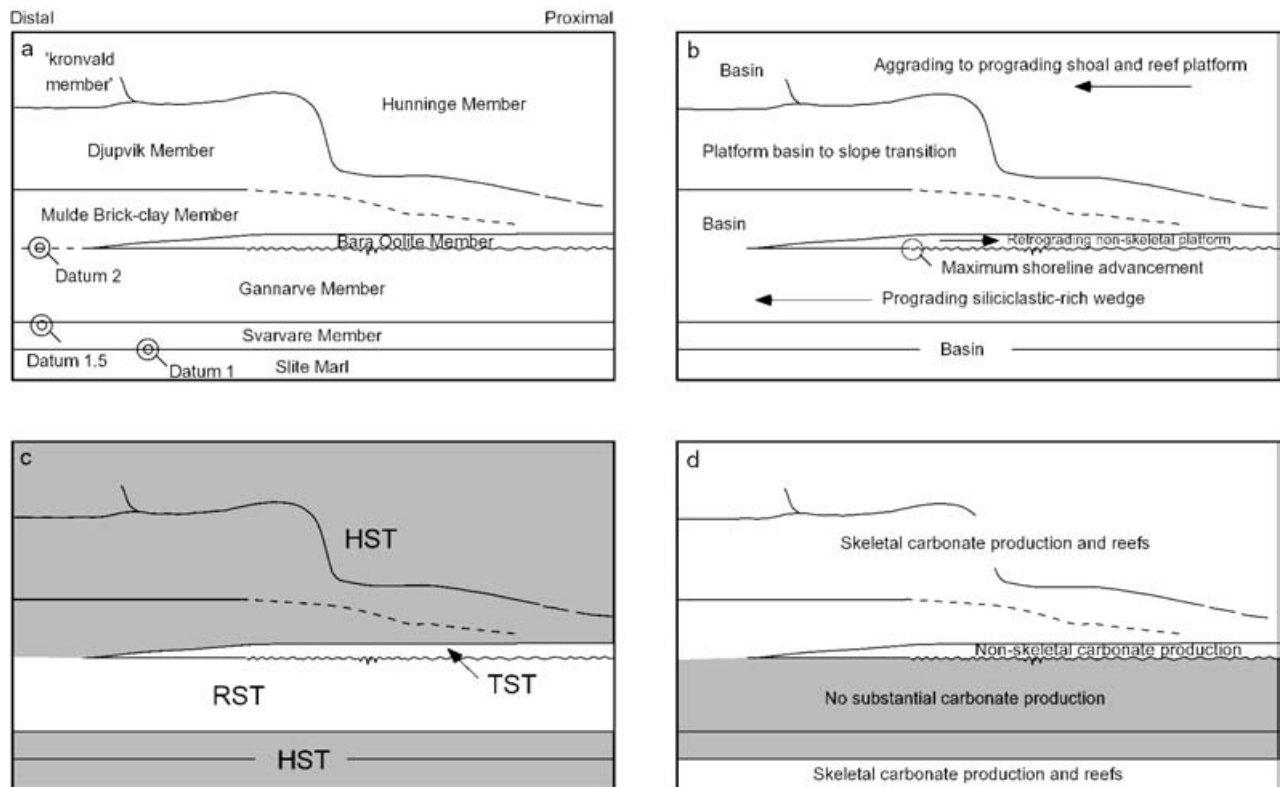 Distal
Proximal
a
'kronvald
member'
Hunninge Member
Djupvik Member
Mulde Brick-clay Member
Bara Oolite Member
Datum 2
Gannarve Member
Svarvare Member
Datum 1.5
Datum 1
Slite Marl
b
Basin
Aggrading to prograding shoal and reef platform
Platform basin to slope transition
Basin
Retrograding non-skeletal platform
Maximum shoreline advancement
Prograding siliciclastic-rich wedge
Basin
c
HST
TST
RST
HST
d
Skeletal carbonate production and reefs
Non-skeletal carbonate production
No substantial carbonate production
Skeletal carbonate production and reefs